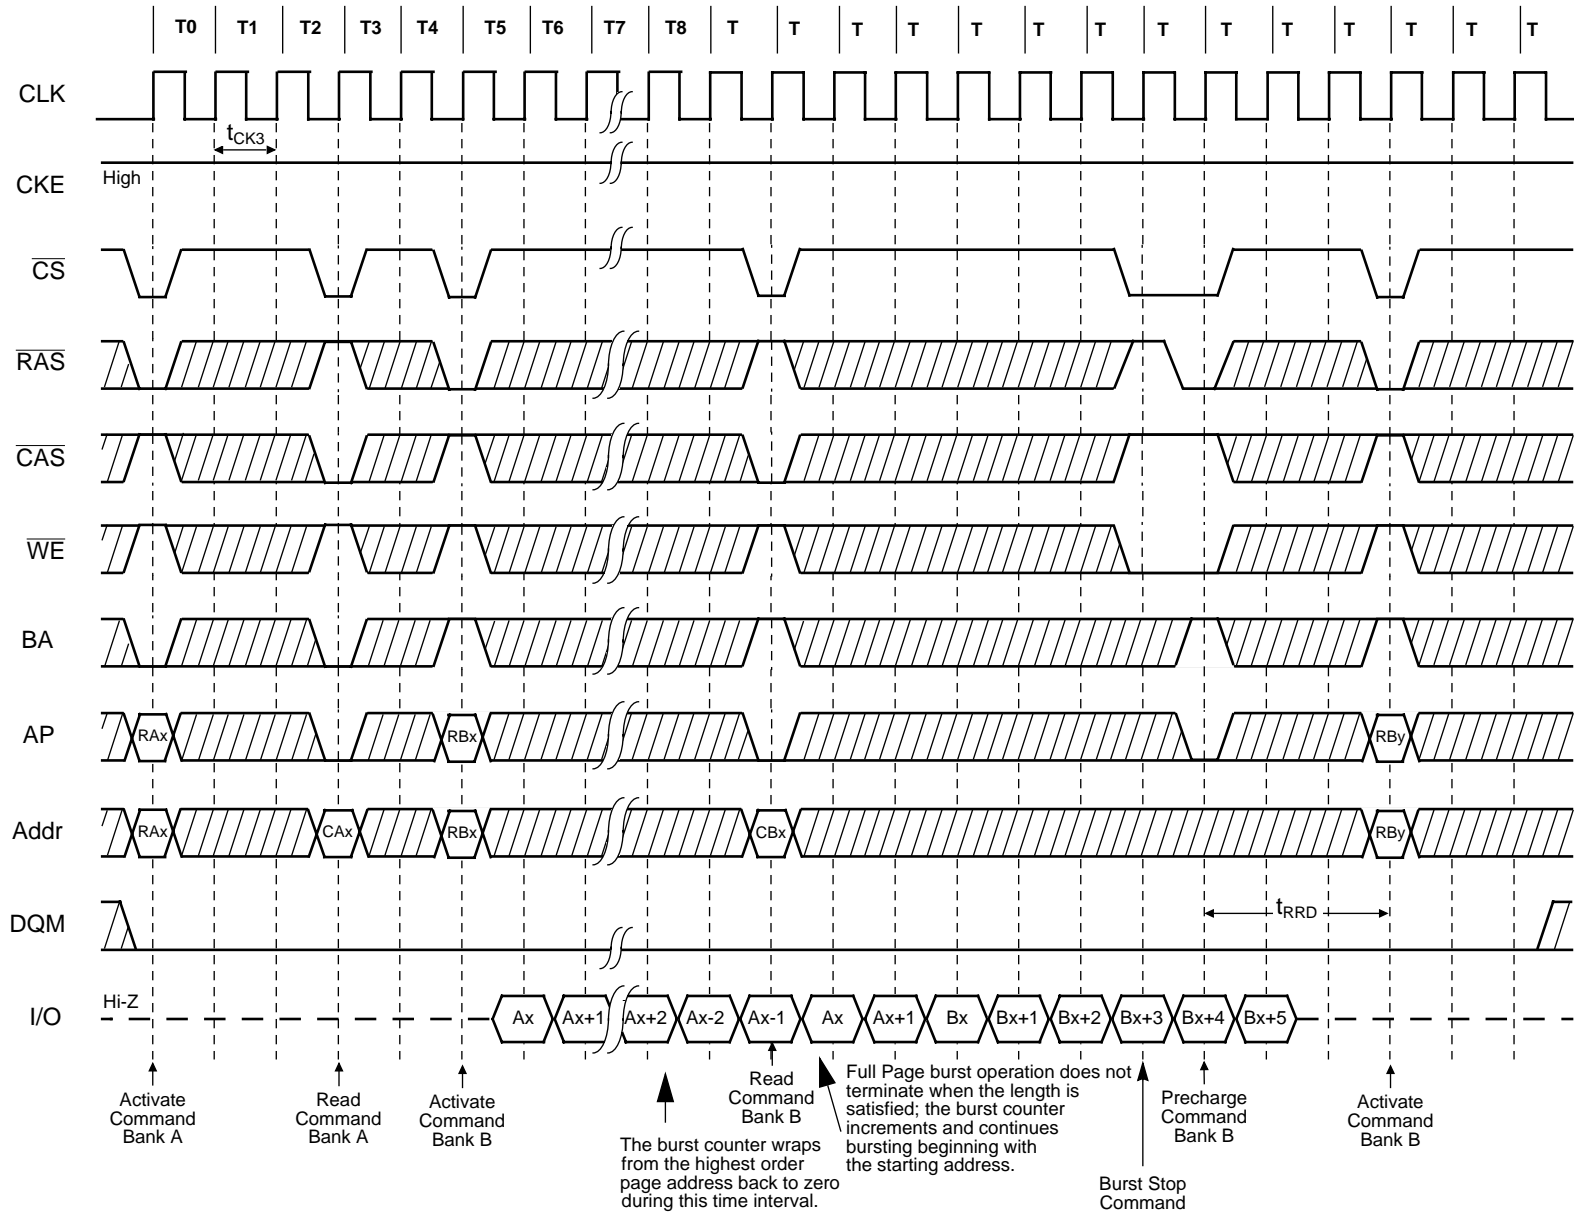 T0 T1 T2 T3 T4 T5 T6 T7 T8 T T T T T T T T T T T T T T
CLK
tCK3
CKE
High
CS
RAS
CAS
WE
BA
AP
RAx RBx RBy
Addr
RAx CAx RBx CBx RBy
DQM
tRRD
I/O
Hi-Z
Ax Ax+1 Ax+2 Ax-2 Ax-1 Ax Ax+1 Bx Bx+1 Bx+2 Bx+3 Bx+4 Bx+5
Activate
Command
Bank A
Read
Command
Bank A
Activate
Command
Bank B
The burst counter wraps
from the highest order
page address back to zero
during this time interval.
Read
Command
Bank B
Full Page burst operation does not
terminate when the length is
satisfied; the burst counter
increments and continues
bursting beginning with
the starting address.
Burst Stop
Command
Precharge
Command
Bank B
Activate
Command
Bank B